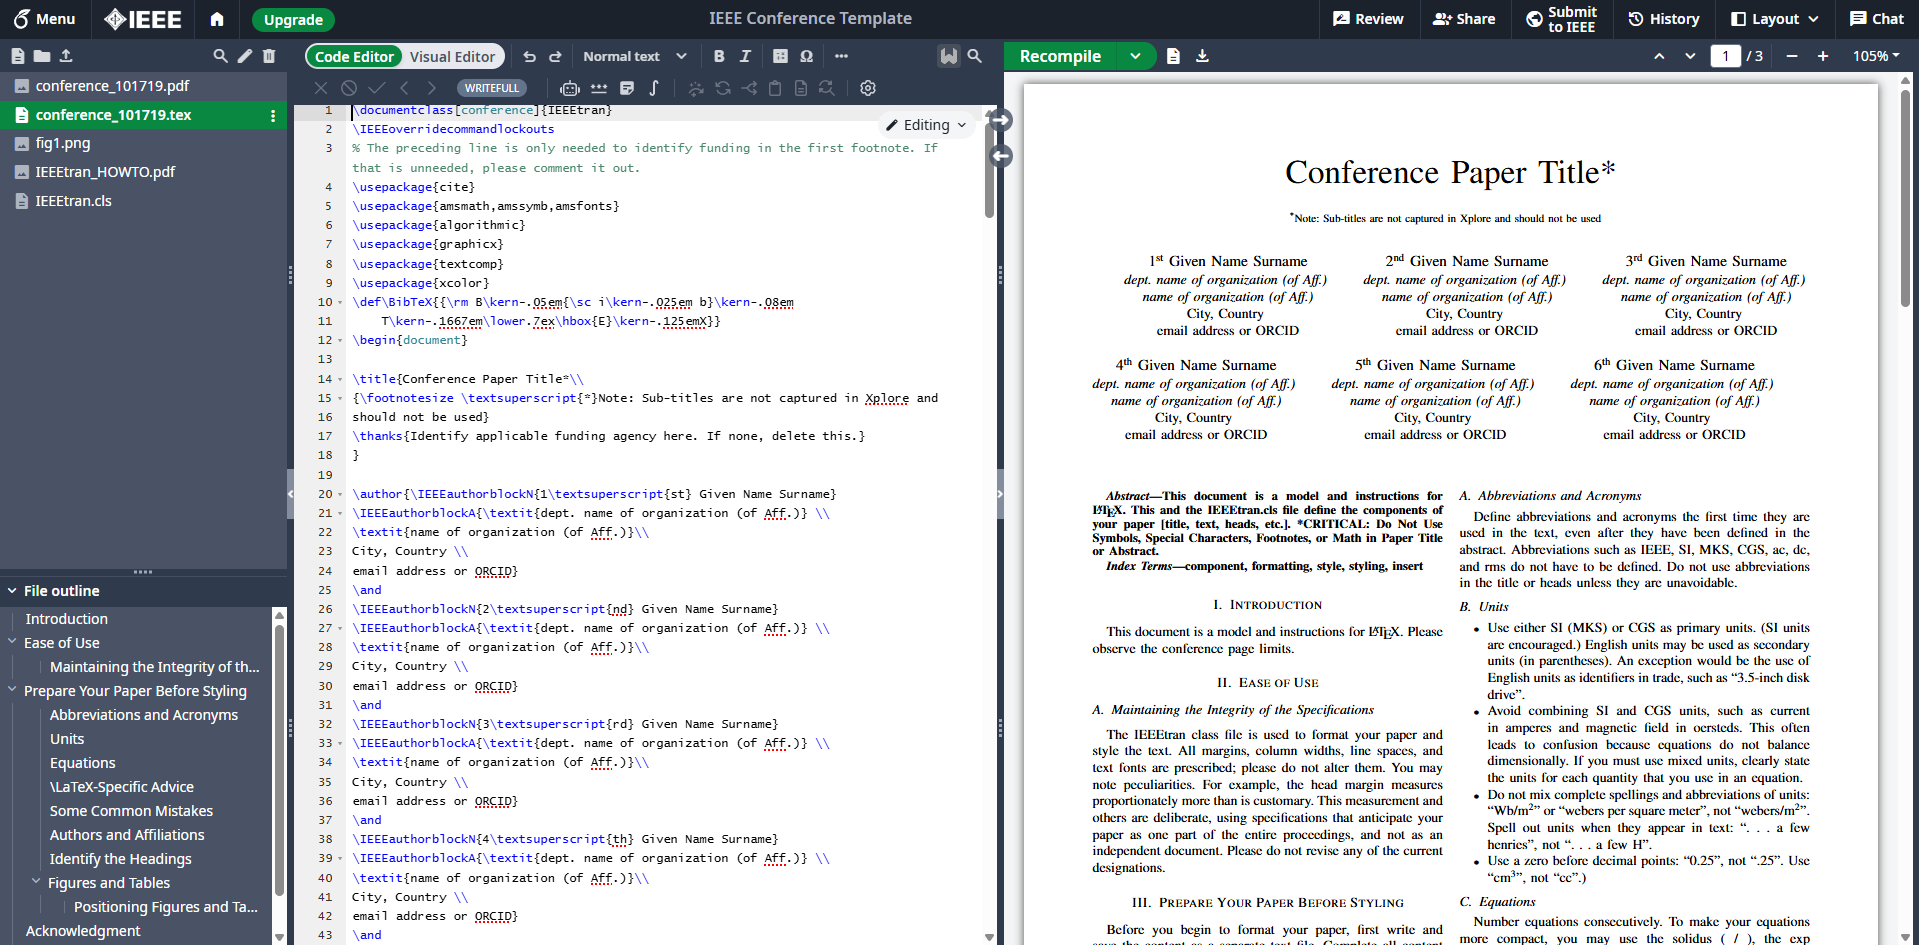 Menu
IEEE
Upgrade
IEEE Conference Template
Review
Share
Submit
to IEEE
History
Layout
Chat
conference_101719.pdf
conference_101719.tex
fig1.png
IEEEtran_HOWTO.pdf
IEEEtran.cls
File outline
Introduction
Ease of Use
Maintaining the Integrity of th...
Prepare Your Paper Before Styling
Abbreviations and Acronyms
Units
Equations
\LaTeX-Specific Advice
Some Common Mistakes
Authors and Affiliations
Identify the Headings
Figures and Tables
Positioning Figures and Ta...
Acknowledgment
Code Editor Visual Editor
Normal text
B I Ω
WRITEFULL
Editing
1 \documentclass[conference]{IEEEtran}
2 \IEEEoverridecommandlockouts
3 % The preceding line is only needed to identify funding in the first footnote. If
that is unneeded, please comment it out.
4 \usepackage{cite}
5 \usepackage{amsmath,amssymb,amsfonts}
6 \usepackage{algorithmic}
7 \usepackage{graphicx}
8 \usepackage{textcomp}
9 \usepackage{xcolor}
10 \def\BibTeX{{\rm B\kern-.05em{\sc i\kern-.025em b}\kern-.08em
11 T\kern-.1667em\lower.7ex\hbox{E}\kern-.125emX}}
12 \begin{document}
13
14 \title{Conference Paper Title*\\
15 {\footnotesize \textsuperscript{*}Note: Sub-titles are not captured in Xplore and
16 should not be used}
17 \thanks{Identify applicable funding agency here. If none, delete this.}
18 }
19
20 \author{\IEEEauthorblockN{1\textsuperscript{st} Given Name Surname}
21 \IEEEauthorblockA{\textit{dept. name of organization (of Aff.)} \\
22 \textit{name of organization (of Aff.)}\\
23 City, Country \\
24 email address or ORCID}
25 \and
26 \IEEEauthorblockN{2\textsuperscript{nd} Given Name Surname}
27 \IEEEauthorblockA{\textit{dept. name of organization (of Aff.)} \\
28 \textit{name of organization (of Aff.)}\\
29 City, Country \\
30 email address or ORCID}
31 \and
32 \IEEEauthorblockN{3\textsuperscript{rd} Given Name Surname}
33 \IEEEauthorblockA{\textit{dept. name of organization (of Aff.)} \\
34 \textit{name of organization (of Aff.)}\\
35 City, Country \\
36 email address or ORCID}
37 \and
38 \IEEEauthorblockN{4\textsuperscript{th} Given Name Surname}
39 \IEEEauthorblockA{\textit{dept. name of organization (of Aff.)} \\
40 \textit{name of organization (of Aff.)}\\
41 City, Country \\
42 email address or ORCID}
43 \and
Recompile
1 / 3
105%
Conference Paper Title*
*Note: Sub-titles are not captured in Xplore and should not be used
1st Given Name Surname
dept. name of organization (of Aff.)
name of organization (of Aff.)
City, Country
email address or ORCID
2nd Given Name Surname
dept. name of organization (of Aff.)
name of organization (of Aff.)
City, Country
email address or ORCID
3rd Given Name Surname
dept. name of organization (of Aff.)
name of organization (of Aff.)
City, Country
email address or ORCID
4th Given Name Surname
dept. name of organization (of Aff.)
name of organization (of Aff.)
City, Country
email address or ORCID
5th Given Name Surname
dept. name of organization (of Aff.)
name of organization (of Aff.)
City, Country
email address or ORCID
6th Given Name Surname
dept. name of organization (of Aff.)
name of organization (of Aff.)
City, Country
email address or ORCID
Abstract—This document is a model and instructions for
LATEX. This and the IEEEtran.cls file define the components of
your paper [title, text, heads, etc.]. *CRITICAL: Do Not Use
Symbols, Special Characters, Footnotes, or Math in Paper Title
or Abstract.
Index Terms—component, formatting, style, styling, insert
I. INTRODUCTION
This document is a model and instructions for LATEX. Please
observe the conference page limits.
II. EASE OF USE
A. Maintaining the Integrity of the Specifications
The IEEEtran class file is used to format your paper and
style the text. All margins, column widths, line spaces, and
text fonts are prescribed; please do not alter them. You may
note peculiarities. For example, the head margin measures
proportionately more than is customary. This measurement and
others are deliberate, using specifications that anticipate your
paper as one part of the entire proceedings, and not as an
independent document. Please do not revise any of the current
designations.
III. PREPARE YOUR PAPER BEFORE STYLING
Before you begin to format your paper, first write and
save the content as a separate text file. Complete all content
A. Abbreviations and Acronyms
Define abbreviations and acronyms the first time they are
used in the text, even after they have been defined in the
abstract. Abbreviations such as IEEE, SI, MKS, CGS, ac, dc,
and rms do not have to be defined. Do not use abbreviations
in the title or heads unless they are unavoidable.
B. Units
• Use either SI (MKS) or CGS as primary units. (SI units
are encouraged.) English units may be used as secondary
units (in parentheses). An exception would be the use of
English units as identifiers in trade, such as “3.5-inch disk
drive”.
• Avoid combining SI and CGS units, such as current
in amperes and magnetic field in oersteds. This often
leads to confusion because equations do not balance
dimensionally. If you must use mixed units, clearly state
the units for each quantity that you use in an equation.
• Do not mix complete spellings and abbreviations of units:
“Wb/m²” or “webers per square meter”, not “webers/m²”.
Spell out units when they appear in text: “. . . a few
henries”, not “. . . a few H”.
• Use a zero before decimal points: “0.25”, not “.25”. Use
“cm³”, not “cc”.)
C. Equations
Number equations consecutively. To make your equations
more compact, you may use the solidus ( / ), the exp